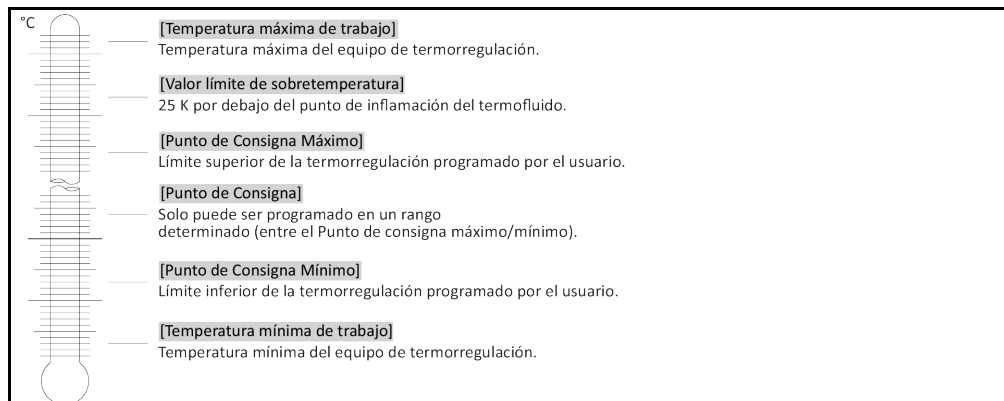 °C
[Temperatura máxima de trabajo]
Temperatura máxima del equipo de termorregulación.
[Valor límite de sobretemperatura]
25 K por debajo del punto de inflamación del termofluido.
[Punto de Consigna Máximo]
Límite superior de la termorregulación programado por el usuario.
[Punto de Consigna]
Solo puede ser programado en un rango
determinado (entre el Punto de consigna máximo/mínimo).
[Punto de Consigna Mínimo]
Límite inferior de la termorregulación programado por el usuario.
[Temperatura mínima de trabajo]
Temperatura mínima del equipo de termorregulación.